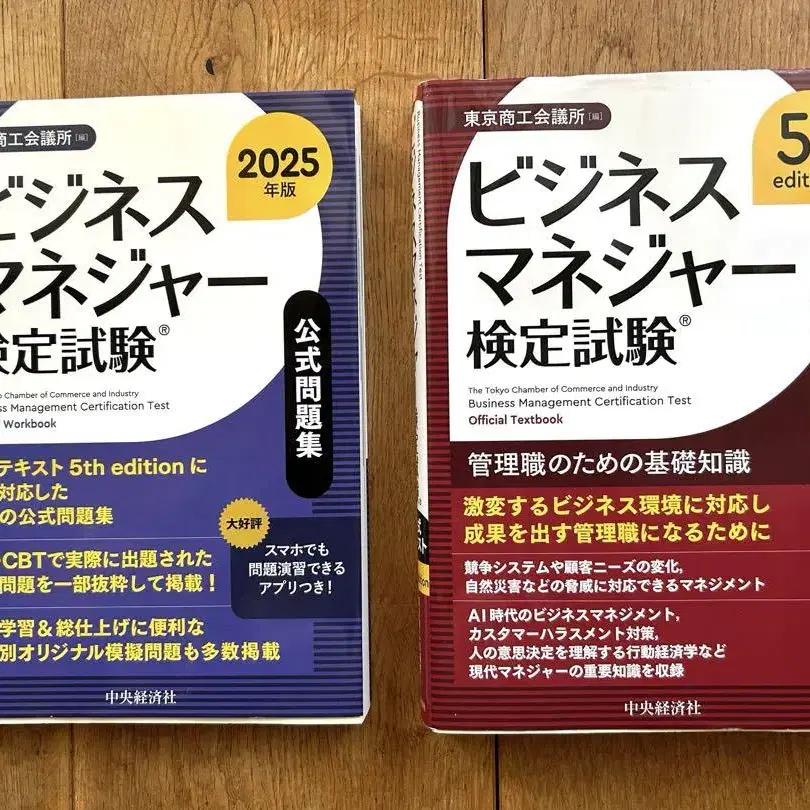 商工会議所[編]
2025
年版
ビジネス
マネジャー
検定試験®
Chamber of Commerce and Industry
Business Management Certification Test
Workbook
公式問題集
テキスト 5th editionに
対応した
の公式問題集
CBTで実際に出題された
問題を一部抜粋して掲載!
大好評
スマホでも
問題演習できる
アプリつき!
学習&総仕上げに便利な
別オリジナル模擬問題も多数掲載
中央経済社
Business Management Certification Test
東京商工会議所[編]
5
edit
ビジネス
マネジャー
検定試験®
The Tokyo Chamber of Commerce and Industry
Business Management Certification Test
Official Textbook
管理職のための基礎知識
激変するビジネス環境に対応し
成果を出す管理職になるために
競争システムや顧客ニーズの変化,
自然災害などの脅威に対応できるマネジメント
AI時代のビジネスマネジメント,
カスタマーハラスメント対策,
人の意思決定を理解する行動経済学など
現代マネジャーの重要知識を収録
中央経済社